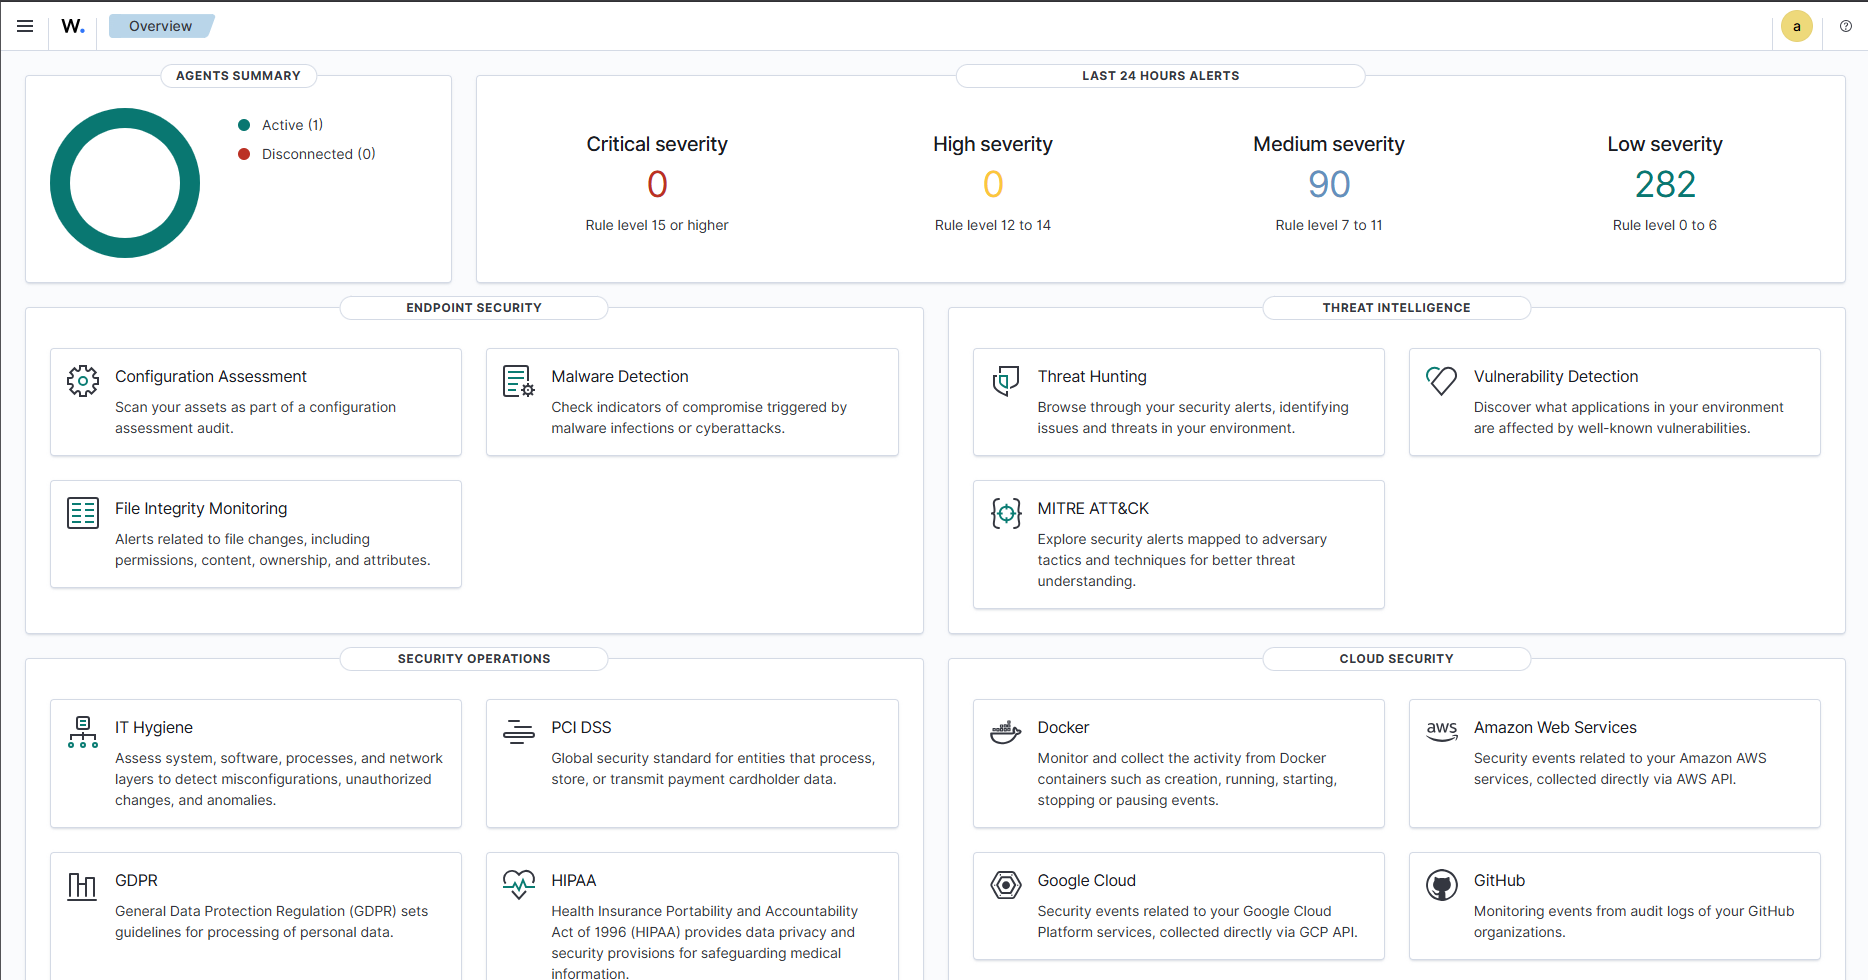 W.
Overview
a
AGENTS SUMMARY
Active (1)
Disconnected (0)
LAST 24 HOURS ALERTS
Critical severity
0
Rule level 15 or higher
High severity
0
Rule level 12 to 14
Medium severity
90
Rule level 7 to 11
Low severity
282
Rule level 0 to 6
ENDPOINT SECURITY
Configuration Assessment
Scan your assets as part of a configuration
assessment audit.
Malware Detection
Check indicators of compromise triggered by
malware infections or cyberattacks.
File Integrity Monitoring
Alerts related to file changes, including
permissions, content, ownership, and attributes.
THREAT INTELLIGENCE
Threat Hunting
Browse through your security alerts, identifying
issues and threats in your environment.
Vulnerability Detection
Discover what applications in your environment
are affected by well-known vulnerabilities.
MITRE ATT&CK
Explore security alerts mapped to adversary
tactics and techniques for better threat
understanding.
SECURITY OPERATIONS
IT Hygiene
Assess system, software, processes, and network
layers to detect misconfigurations, unauthorized
changes, and anomalies.
PCI DSS
Global security standard for entities that process,
store, or transmit payment cardholder data.
GDPR
General Data Protection Regulation (GDPR) sets
guidelines for processing of personal data.
HIPAA
Health Insurance Portability and Accountability
Act of 1996 (HIPAA) provides data privacy and
security provisions for safeguarding medical
information.
CLOUD SECURITY
Docker
Monitor and collect the activity from Docker
containers such as creation, running, starting,
stopping or pausing events.
aws
Amazon Web Services
Security events related to your Amazon AWS
services, collected directly via AWS API.
Google Cloud
Security events related to your Google Cloud
Platform services, collected directly via GCP API.
GitHub
Monitoring events from audit logs of your GitHub
organizations.